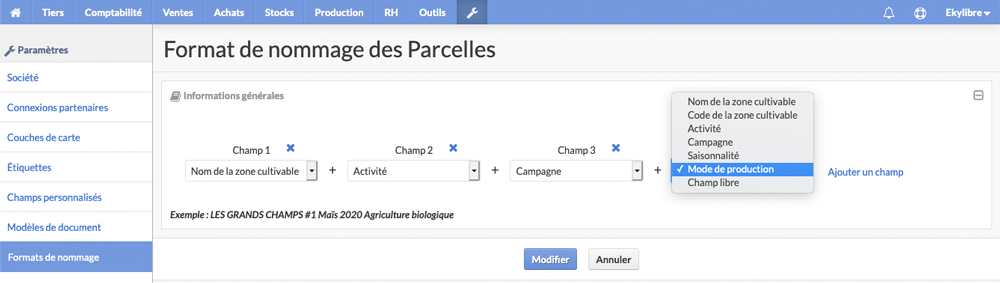 Tiers Comptabilité Ventes Achats Stocks Production RH Outils Ekylibre
Paramètres
Société
Connexions partenaires
Couches de carte
Étiquettes
Champs personnalisés
Modèles de document
Formats de nommage
Format de nommage des Parcelles
Informations générales
Champ 1 Champ 2 Champ 3
Nom de la zone cultivable + Activité + Campagne +
Nom de la zone cultivable
Code de la zone cultivable
Activité
Campagne
Saisonnalité
✓ Mode de production
Champ libre
Ajouter un champ
Exemple : LES GRANDS CHAMPS #1 Maïs 2020 Agriculture biologique
Modifier Annuler